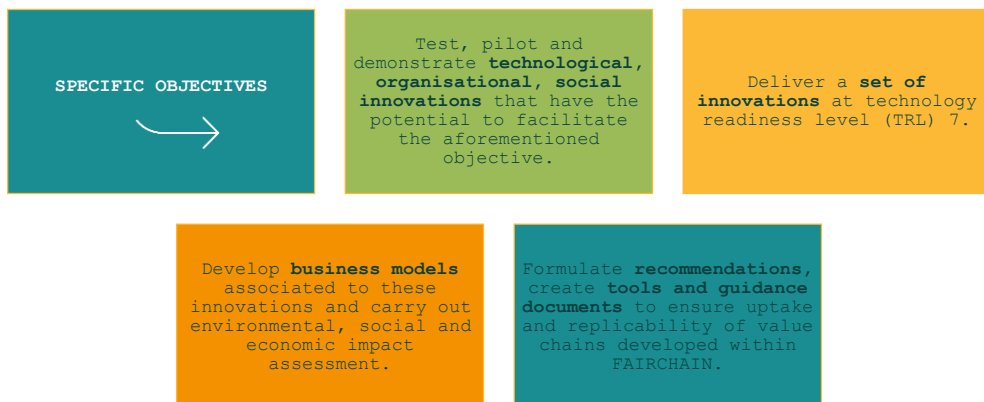 SPECIFIC OBJECTIVES
Test, pilot and
demonstrate technological,
organisational, social
innovations that have the
potential to facilitate
the aforementioned
objective.
Deliver a set of
innovations at technology
readiness level (TRL) 7.
Develop business models
associated to these
innovations and carry out
environmental, social and
economic impact
assessment.
Formulate recommendations,
create tools and guidance
documents to ensure uptake
and replicability of value
chains developed within
FAIRCHAIN.